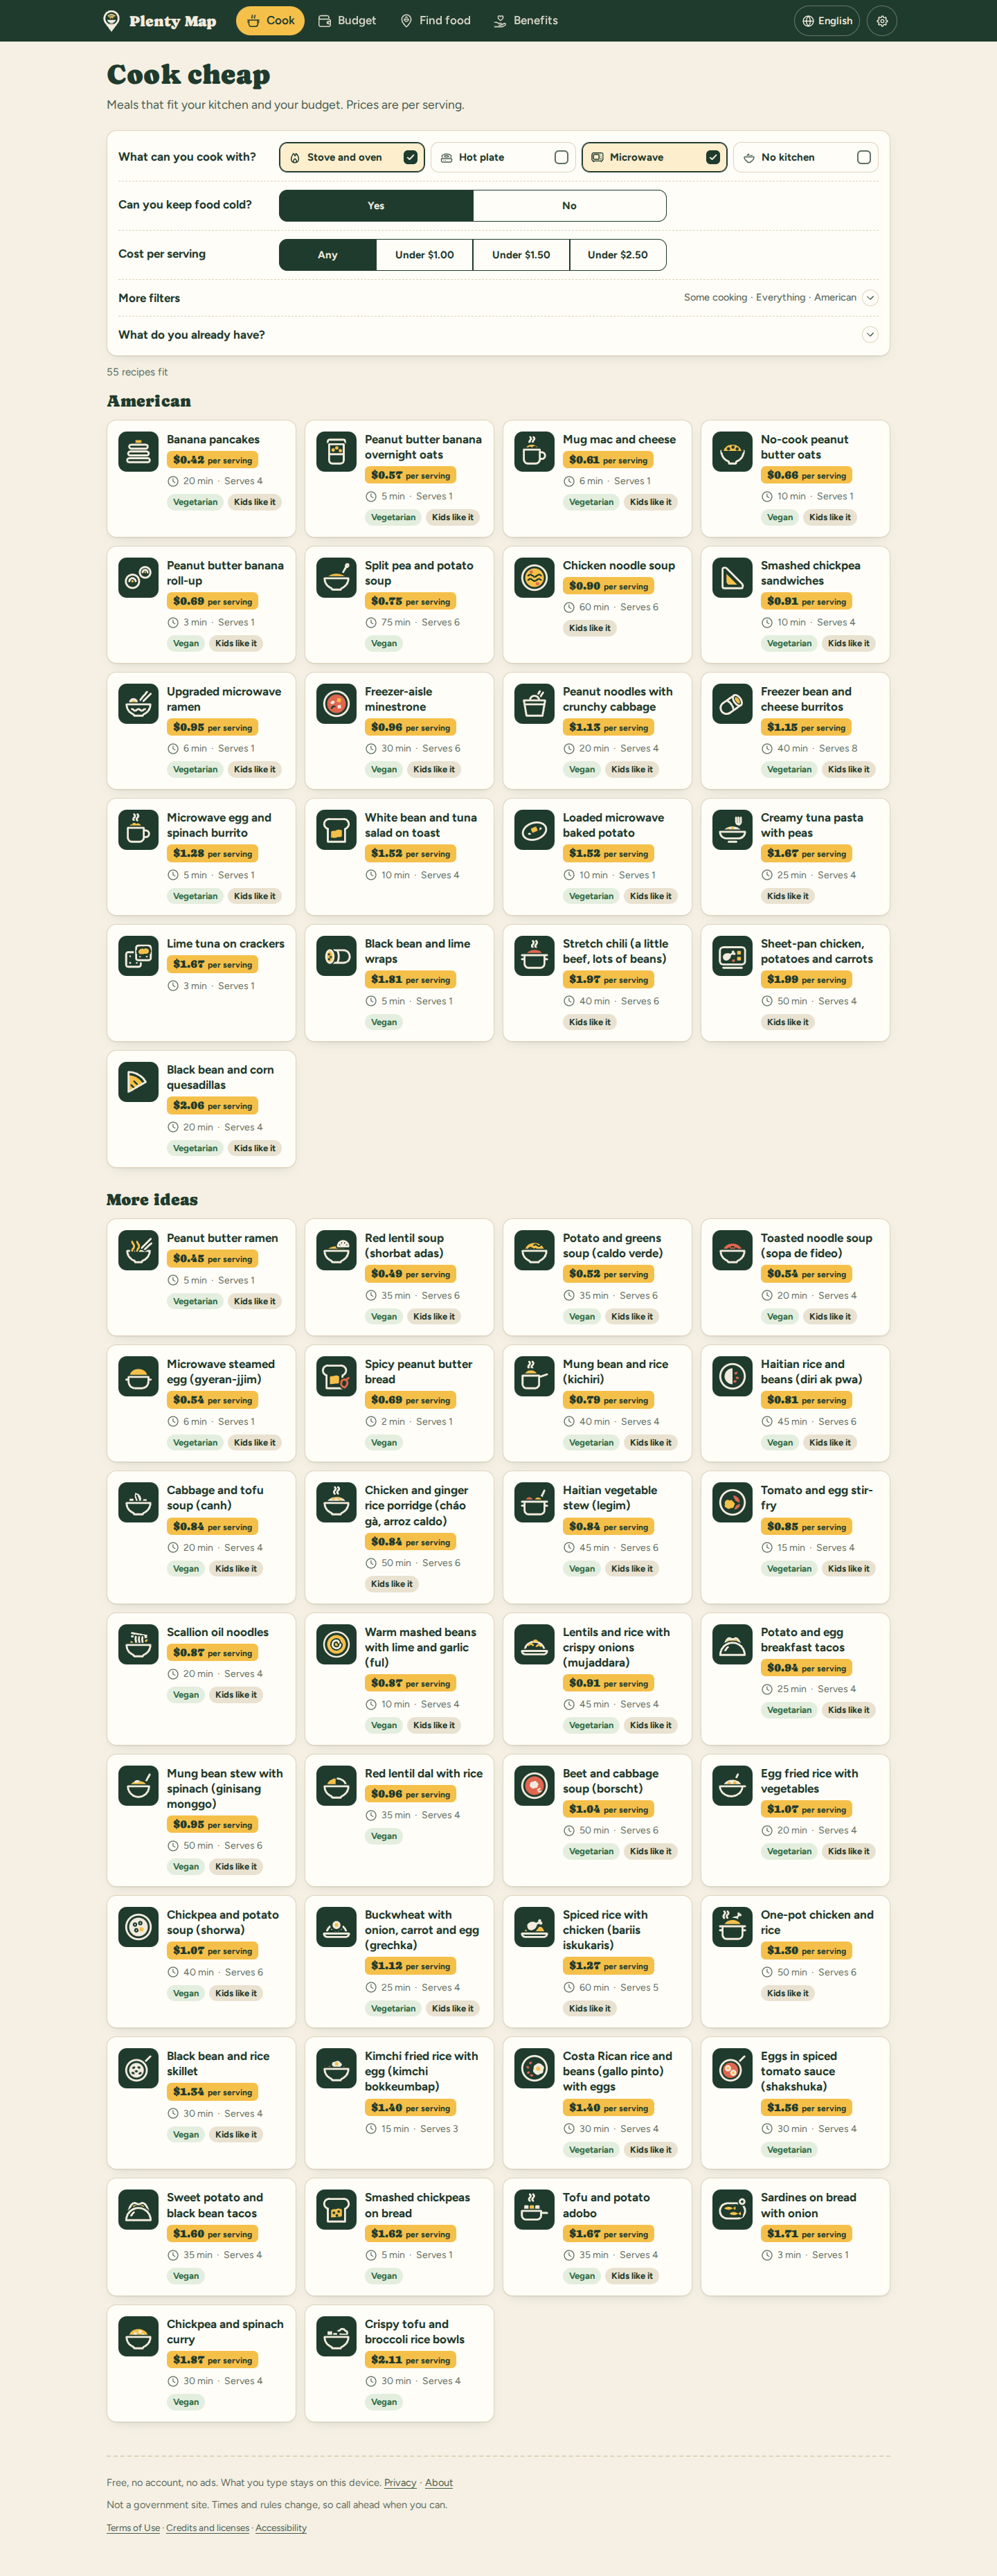 Plenty Map
Cook
Budget
Find food
Benefits
English
Cook cheap
Meals that fit your kitchen and your budget. Prices are per serving.
What can you cook with?
Stove and oven
Hot plate
Microwave
No kitchen
Can you keep food cold?
Yes
No
Cost per serving
Any
Under $1.00
Under $1.50
Under $2.50
More filters
Some cooking · Everything · American
What do you already have?
55 recipes fit
American
Banana pancakes
$0.42 per serving
20 min · Serves 4
Vegetarian Kids like it
Peanut butter banana
overnight oats
$0.57 per serving
5 min · Serves 1
Vegetarian Kids like it
Mug mac and cheese
$0.61 per serving
6 min · Serves 1
Vegetarian Kids like it
No-cook peanut
butter oats
$0.66 per serving
10 min · Serves 1
Vegan Kids like it
Peanut butter banana
roll-up
$0.69 per serving
3 min · Serves 1
Vegan Kids like it
Split pea and potato
soup
$0.75 per serving
75 min · Serves 6
Vegan
Chicken noodle soup
$0.90 per serving
60 min · Serves 6
Kids like it
Smashed chickpea
sandwiches
$0.91 per serving
10 min · Serves 4
Vegetarian Kids like it
Upgraded microwave
ramen
$0.95 per serving
6 min · Serves 1
Vegetarian Kids like it
Freezer-aisle
minestrone
$0.96 per serving
30 min · Serves 6
Vegan Kids like it
Peanut noodles with
crunchy cabbage
$1.13 per serving
20 min · Serves 4
Vegan Kids like it
Freezer bean and
cheese burritos
$1.15 per serving
40 min · Serves 8
Vegetarian Kids like it
Microwave egg and
spinach burrito
$1.28 per serving
5 min · Serves 1
Vegetarian Kids like it
White bean and tuna
salad on toast
$1.52 per serving
10 min · Serves 4
Loaded microwave
baked potato
$1.52 per serving
10 min · Serves 1
Vegetarian Kids like it
Creamy tuna pasta
with peas
$1.67 per serving
25 min · Serves 4
Kids like it
Lime tuna on crackers
$1.67 per serving
3 min · Serves 1
Black bean and lime
wraps
$1.81 per serving
5 min · Serves 1
Vegan
Stretch chili (a little
beef, lots of beans)
$1.97 per serving
40 min · Serves 6
Kids like it
Sheet-pan chicken,
potatoes and carrots
$1.99 per serving
50 min · Serves 4
Kids like it
Black bean and corn
quesadillas
$2.06 per serving
20 min · Serves 4
Vegetarian Kids like it
More ideas
Peanut butter ramen
$0.45 per serving
5 min · Serves 1
Vegetarian Kids like it
Red lentil soup
(shorbat adas)
$0.49 per serving
35 min · Serves 6
Vegan Kids like it
Potato and greens
soup (caldo verde)
$0.52 per serving
35 min · Serves 6
Vegan Kids like it
Toasted noodle soup
(sopa de fideo)
$0.54 per serving
20 min · Serves 4
Vegan Kids like it
Microwave steamed
egg (gyeran-jjim)
$0.54 per serving
6 min · Serves 1
Vegetarian Kids like it
Spicy peanut butter
bread
$0.69 per serving
2 min · Serves 1
Vegan
Mung bean and rice
(kichiri)
$0.79 per serving
40 min · Serves 4
Vegetarian Kids like it
Haitian rice and
beans (diri ak pwa)
$0.81 per serving
45 min · Serves 6
Vegan Kids like it
Cabbage and tofu
soup (canh)
$0.84 per serving
20 min · Serves 4
Vegan Kids like it
Chicken and ginger
rice porridge (cháo
gà, arroz caldo)
$0.84 per serving
50 min · Serves 6
Kids like it
Haitian vegetable
stew (legim)
$0.84 per serving
45 min · Serves 6
Vegan Kids like it
Tomato and egg stir-
fry
$0.85 per serving
15 min · Serves 4
Vegetarian Kids like it
Scallion oil noodles
$0.87 per serving
20 min · Serves 4
Vegan Kids like it
Warm mashed beans
with lime and garlic
(ful)
$0.87 per serving
10 min · Serves 4
Vegan Kids like it
Lentils and rice with
crispy onions
(mujaddara)
$0.91 per serving
45 min · Serves 4
Vegetarian Kids like it
Potato and egg
breakfast tacos
$0.94 per serving
25 min · Serves 4
Vegetarian Kids like it
Mung bean stew with
spinach (ginisang
monggo)
$0.95 per serving
50 min · Serves 6
Vegan Kids like it
Red lentil dal with rice
$0.96 per serving
35 min · Serves 4
Vegan
Beet and cabbage
soup (borscht)
$1.04 per serving
50 min · Serves 6
Vegetarian Kids like it
Egg fried rice with
vegetables
$1.07 per serving
20 min · Serves 4
Vegetarian Kids like it
Chickpea and potato
soup (shorwa)
$1.07 per serving
40 min · Serves 6
Vegan Kids like it
Buckwheat with
onion, carrot and egg
(grechka)
$1.12 per serving
25 min · Serves 4
Vegetarian Kids like it
Spiced rice with
chicken (bariis
iskukaris)
$1.27 per serving
60 min · Serves 5
Kids like it
One-pot chicken and
rice
$1.30 per serving
50 min · Serves 6
Kids like it
Black bean and rice
skillet
$1.34 per serving
30 min · Serves 4
Vegan Kids like it
Kimchi fried rice with
egg (kimchi
bokkeumbap)
$1.40 per serving
15 min · Serves 3
Costa Rican rice and
beans (gallo pinto)
with eggs
$1.40 per serving
30 min · Serves 4
Vegetarian Kids like it
Eggs in spiced
tomato sauce
(shakshuka)
$1.56 per serving
30 min · Serves 4
Vegetarian
Sweet potato and
black bean tacos
$1.60 per serving
35 min · Serves 4
Vegan
Smashed chickpeas
on bread
$1.62 per serving
5 min · Serves 1
Vegan
Tofu and potato
adobo
$1.67 per serving
35 min · Serves 4
Vegan Kids like it
Sardines on bread
with onion
$1.71 per serving
3 min · Serves 1
Chickpea and spinach
curry
$1.87 per serving
30 min · Serves 4
Vegan
Crispy tofu and
broccoli rice bowls
$2.11 per serving
30 min · Serves 4
Vegan
Free, no account, no ads. What you type stays on this device. Privacy · About
Not a government site. Times and rules change, so call ahead when you can.
Terms of Use · Credits and licenses · Accessibility